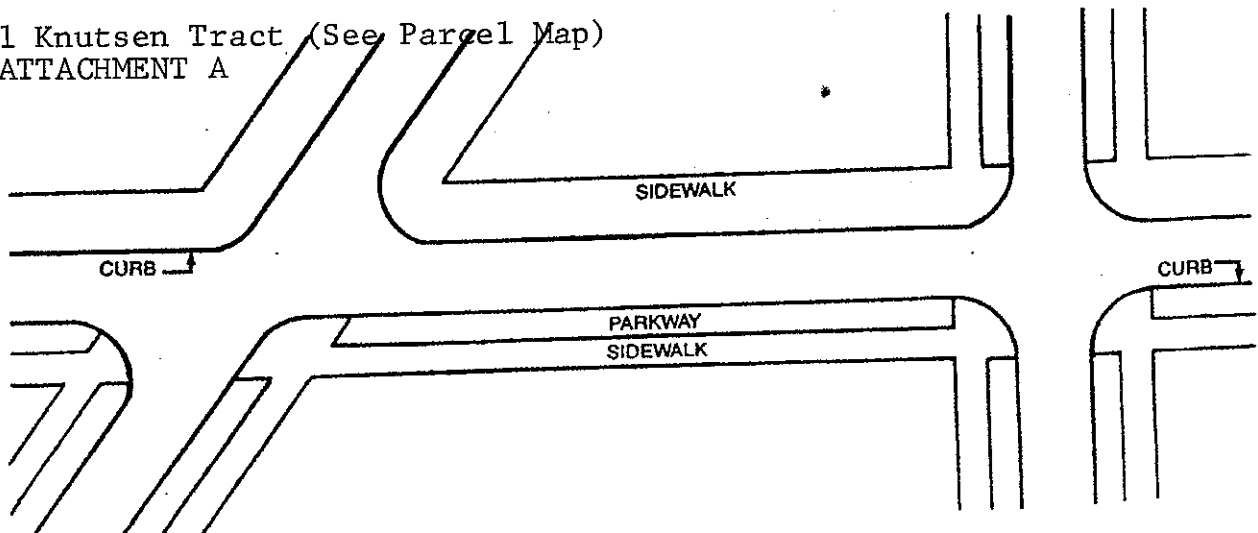 1 Knutsen Tract (See Parcel Map)
ATTACHMENT A
SIDEWALK
CURB
CURB
PARKWAY
SIDEWALK